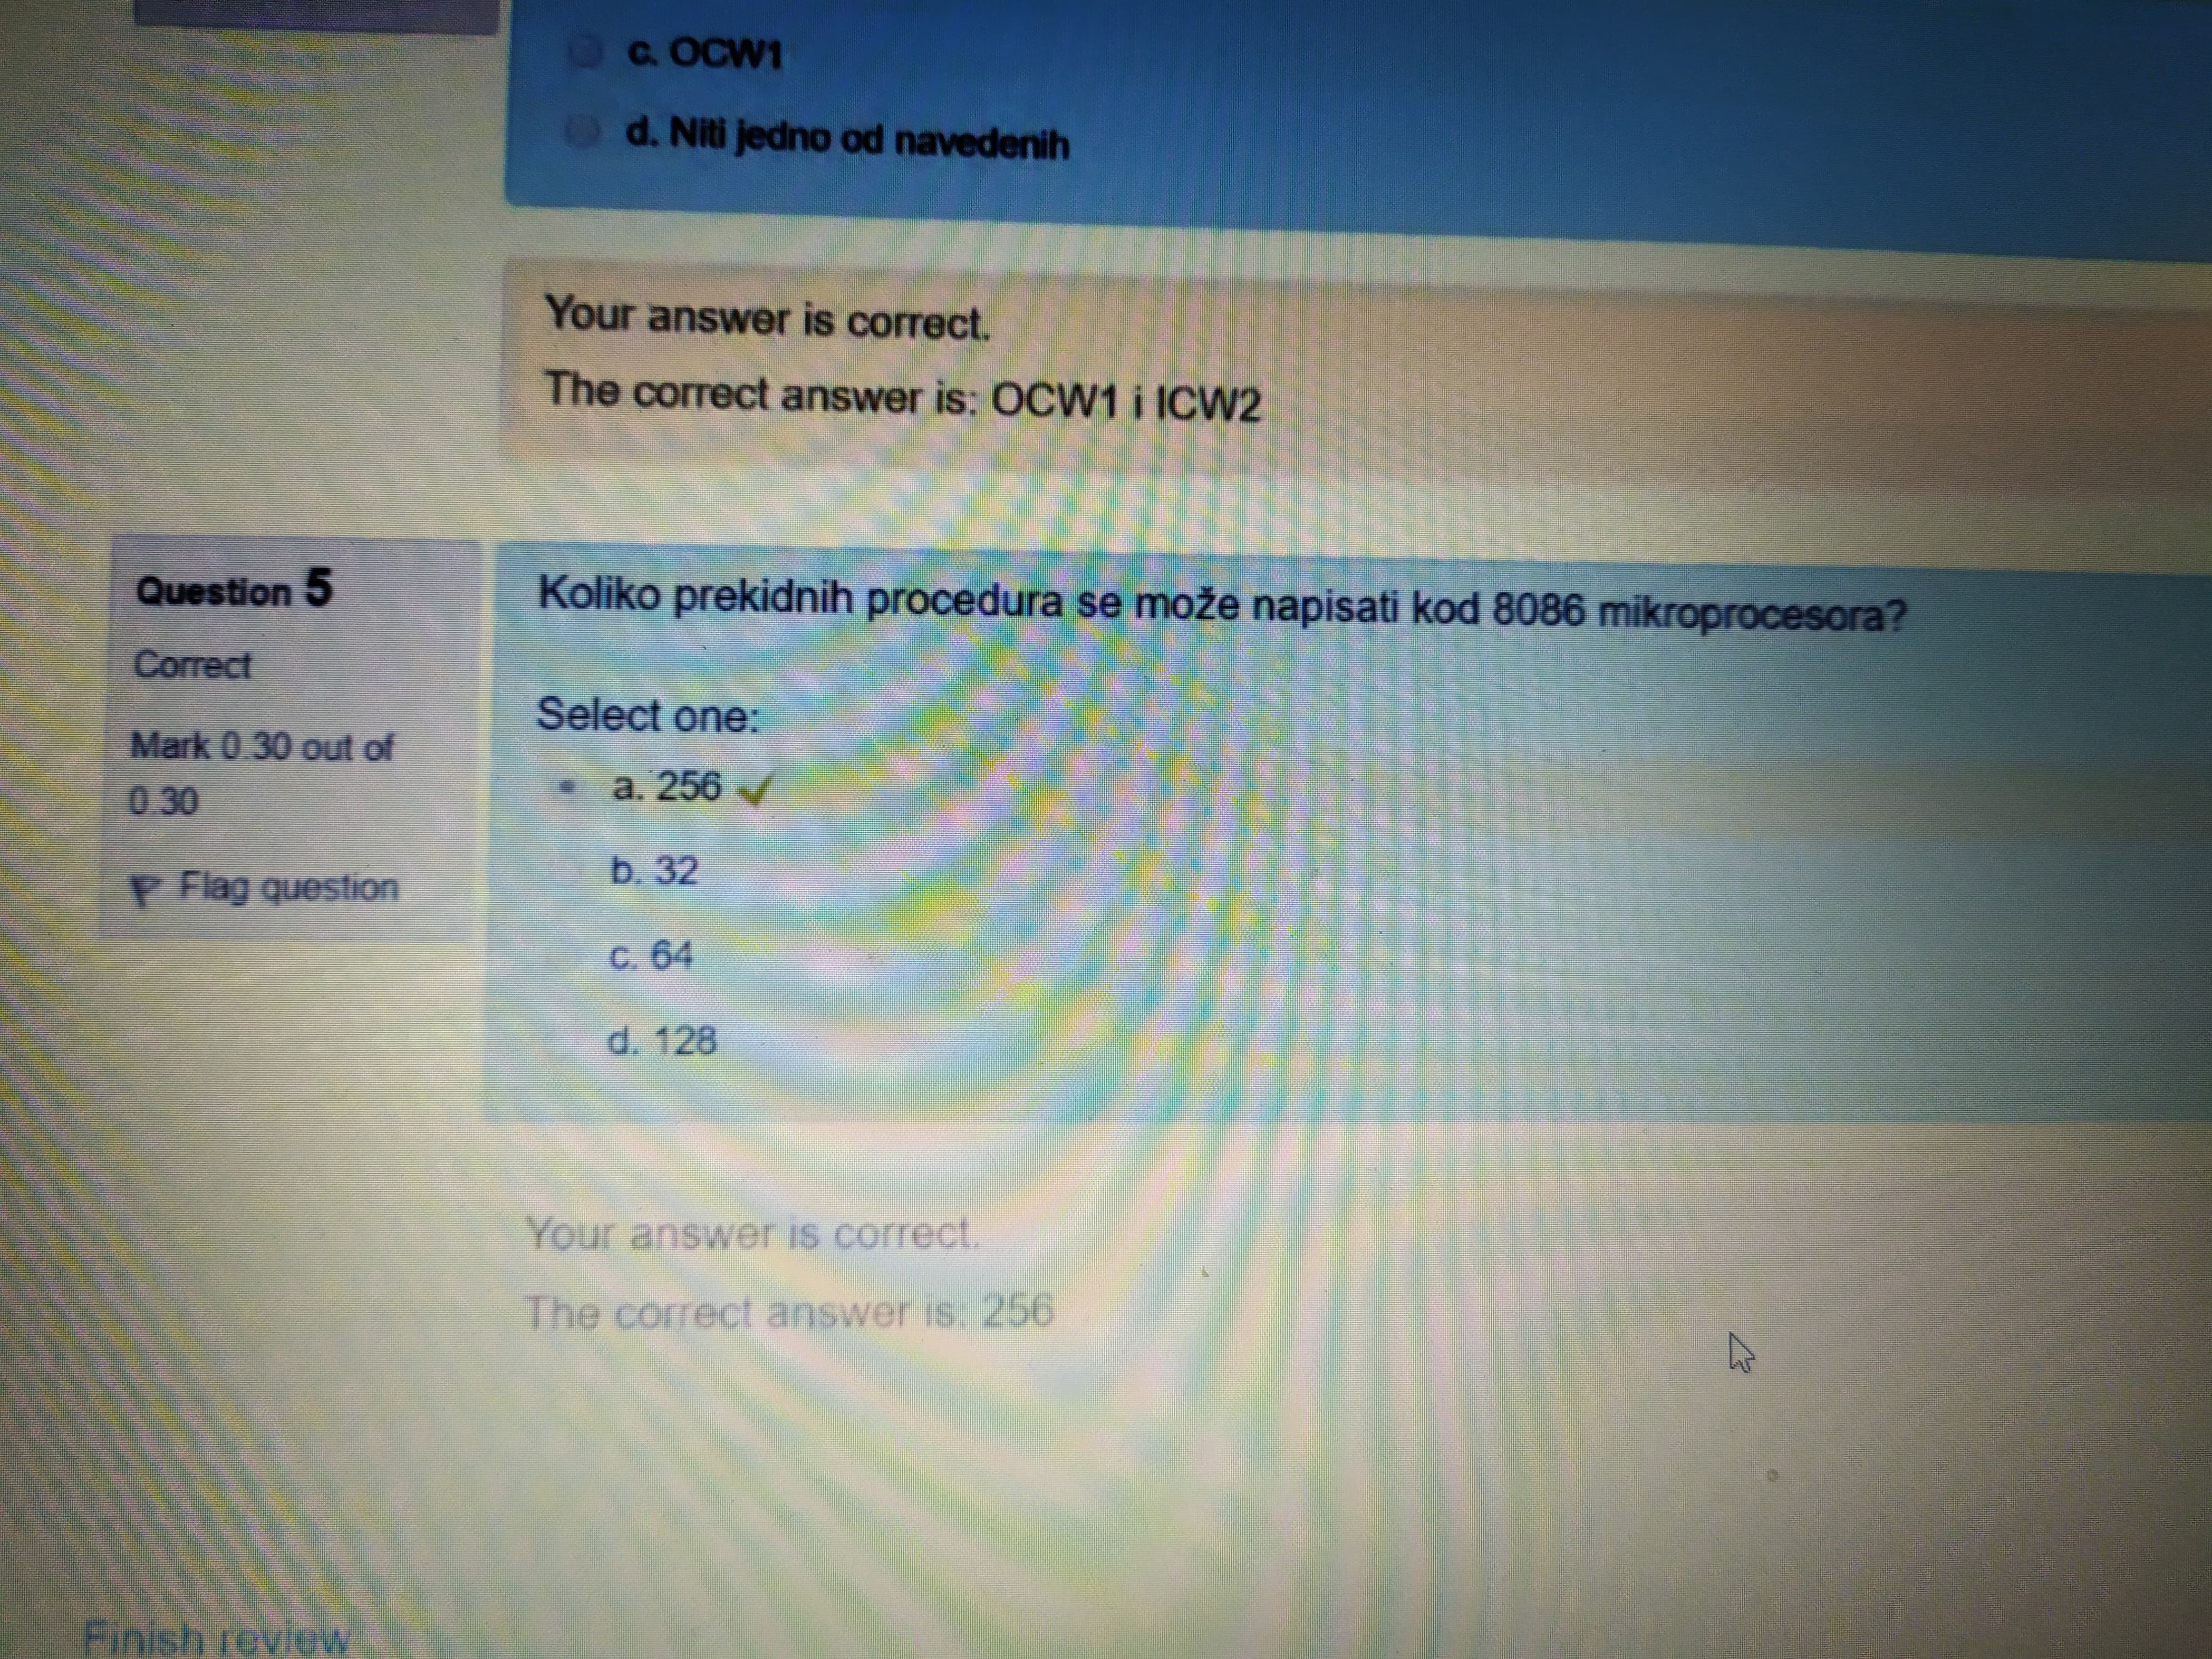 c. OCW1
d. Niti jedno od navedenih
Your answer is correct.
The correct answer is: OCW1 i ICW2
Question 5
Correct
Mark 0.30 out of
0.30
Flag question
Koliko prekidnih procedura se može napisati kod 8086 mikroprocesora?
Select one:
a. 256
b. 32
c. 64
d. 128
Your answer is correct.
The correct answer is: 256
Finish review